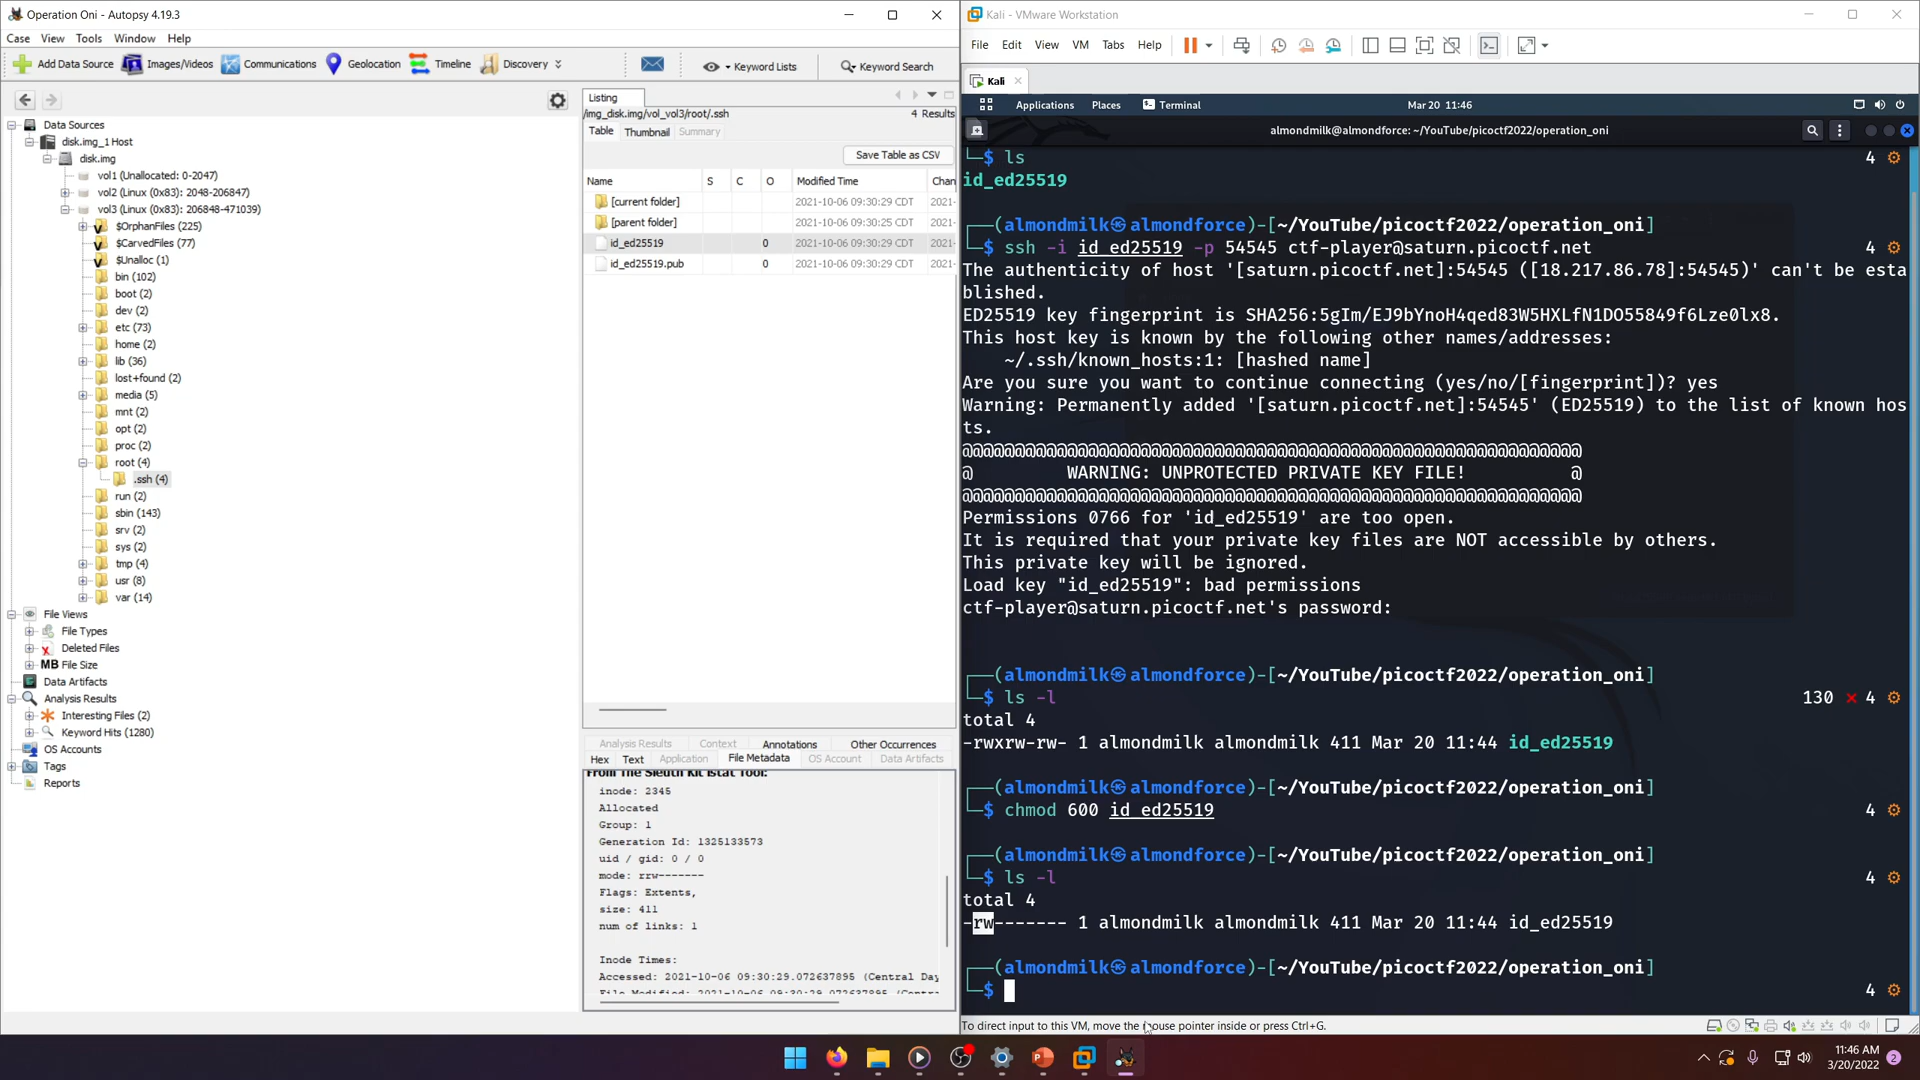 Operation Oni - Autopsy 4.19.3
Case View Tools Window Help
Add Data Source Images/Videos Communications Geolocation Timeline Discovery Keyword Lists Keyword Search
Data Sources
disk.img_1 Host
disk.img
vol1 (Unallocated: 0-2047)
vol2 (Linux (0x83): 2048-206847)
vol3 (Linux (0x83): 206848-471039)
$OrphanFiles (225)
$CarvedFiles (77)
$Unalloc (1)
bin (102)
boot (2)
dev (2)
etc (73)
home (2)
lib (36)
lost+found (2)
media (5)
mnt (2)
opt (2)
proc (2)
root (4)
.ssh (4)
run (2)
sbin (143)
srv (2)
sys (2)
tmp (4)
usr (8)
var (14)
File Views
File Types
Deleted Files
MB File Size
Data Artifacts
Analysis Results
Interesting Files (2)
Keyword Hits (1280)
OS Accounts
Tags
Reports
Listing
/img_disk.img/vol_vol3/root/.ssh 4 Results
Table Thumbnail Summary
Save Table as CSV
Name S C O Modified Time Chan
[current folder] 2021-10-06 09:30:29 CDT 2021-
[parent folder] 2021-10-06 09:30:25 CDT 2021-
id_ed25519 0 2021-10-06 09:30:29 CDT 2021-
id_ed25519.pub 0 2021-10-06 09:30:29 CDT 2021-
Analysis Results Context Annotations Other Occurrences
Hex Text Application File Metadata OS Account Data Artifacts
From The Sleuth Kit istat Tool:
inode: 2345
Allocated
Group: 1
Generation Id: 1325133573
uid / gid: 0 / 0
mode: rrw-------
Flags: Extents,
size: 411
num of links: 1
Inode Times:
Accessed: 2021-10-06 09:30:29.072637895 (Central Day
File Modified: 2021-10-06 09:30:29.072637895 (Centra
Kali - VMware Workstation
File Edit View VM Tabs Help
Kali
Applications Places Terminal Mar 20 11:46
almondmilk@almondforce: ~/YouTube/picoctf2022/operation_oni
└─$ ls 4
id_ed25519
┌──(almondmilk㉿almondforce)-[~/YouTube/picoctf2022/operation_oni]
└─$ ssh -i id_ed25519 -p 54545 ctf-player@saturn.picoctf.net 4
The authenticity of host '[saturn.picoctf.net]:54545 ([18.217.86.78]:54545)' can't be esta
blished.
ED25519 key fingerprint is SHA256:5gIm/EJ9bYnoH4qed83W5HXLfN1DO55849f6Lze0lx8.
This host key is known by the following other names/addresses:
~/.ssh/known_hosts:1: [hashed name]
Are you sure you want to continue connecting (yes/no/[fingerprint])? yes
Warning: Permanently added '[saturn.picoctf.net]:54545' (ED25519) to the list of known hos
ts.
@@@@@@@@@@@@@@@@@@@@@@@@@@@@@@@@@@@@@@@@@@@@@@@@@@@@@@@@@@@
@ WARNING: UNPROTECTED PRIVATE KEY FILE! @
@@@@@@@@@@@@@@@@@@@@@@@@@@@@@@@@@@@@@@@@@@@@@@@@@@@@@@@@@@@
Permissions 0766 for 'id_ed25519' are too open.
It is required that your private key files are NOT accessible by others.
This private key will be ignored.
Load key "id_ed25519": bad permissions
ctf-player@saturn.picoctf.net's password:
┌──(almondmilk㉿almondforce)-[~/YouTube/picoctf2022/operation_oni]
└─$ ls -l 130 ⨯ 4
total 4
-rwxrw-rw- 1 almondmilk almondmilk 411 Mar 20 11:44 id_ed25519
┌──(almondmilk㉿almondforce)-[~/YouTube/picoctf2022/operation_oni]
└─$ chmod 600 id_ed25519 4
┌──(almondmilk㉿almondforce)-[~/YouTube/picoctf2022/operation_oni]
└─$ ls -l 4
total 4
-rw------- 1 almondmilk almondmilk 411 Mar 20 11:44 id_ed25519
┌──(almondmilk㉿almondforce)-[~/YouTube/picoctf2022/operation_oni]
└─$ 4
To direct input to this VM, move the mouse pointer inside or press Ctrl+G.
11:46 AM
3/20/2022 2